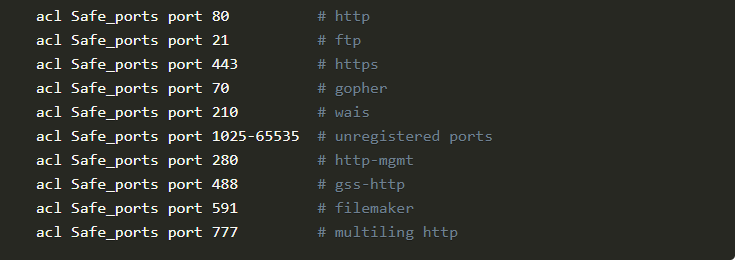 acl Safe_ports port 80 # http
acl Safe_ports port 21 # ftp
acl Safe_ports port 443 # https
acl Safe_ports port 70 # gopher
acl Safe_ports port 210 # wais
acl Safe_ports port 1025-65535 # unregistered ports
acl Safe_ports port 280 # http-mgmt
acl Safe_ports port 488 # gss-http
acl Safe_ports port 591 # filemaker
acl Safe_ports port 777 # multiling http